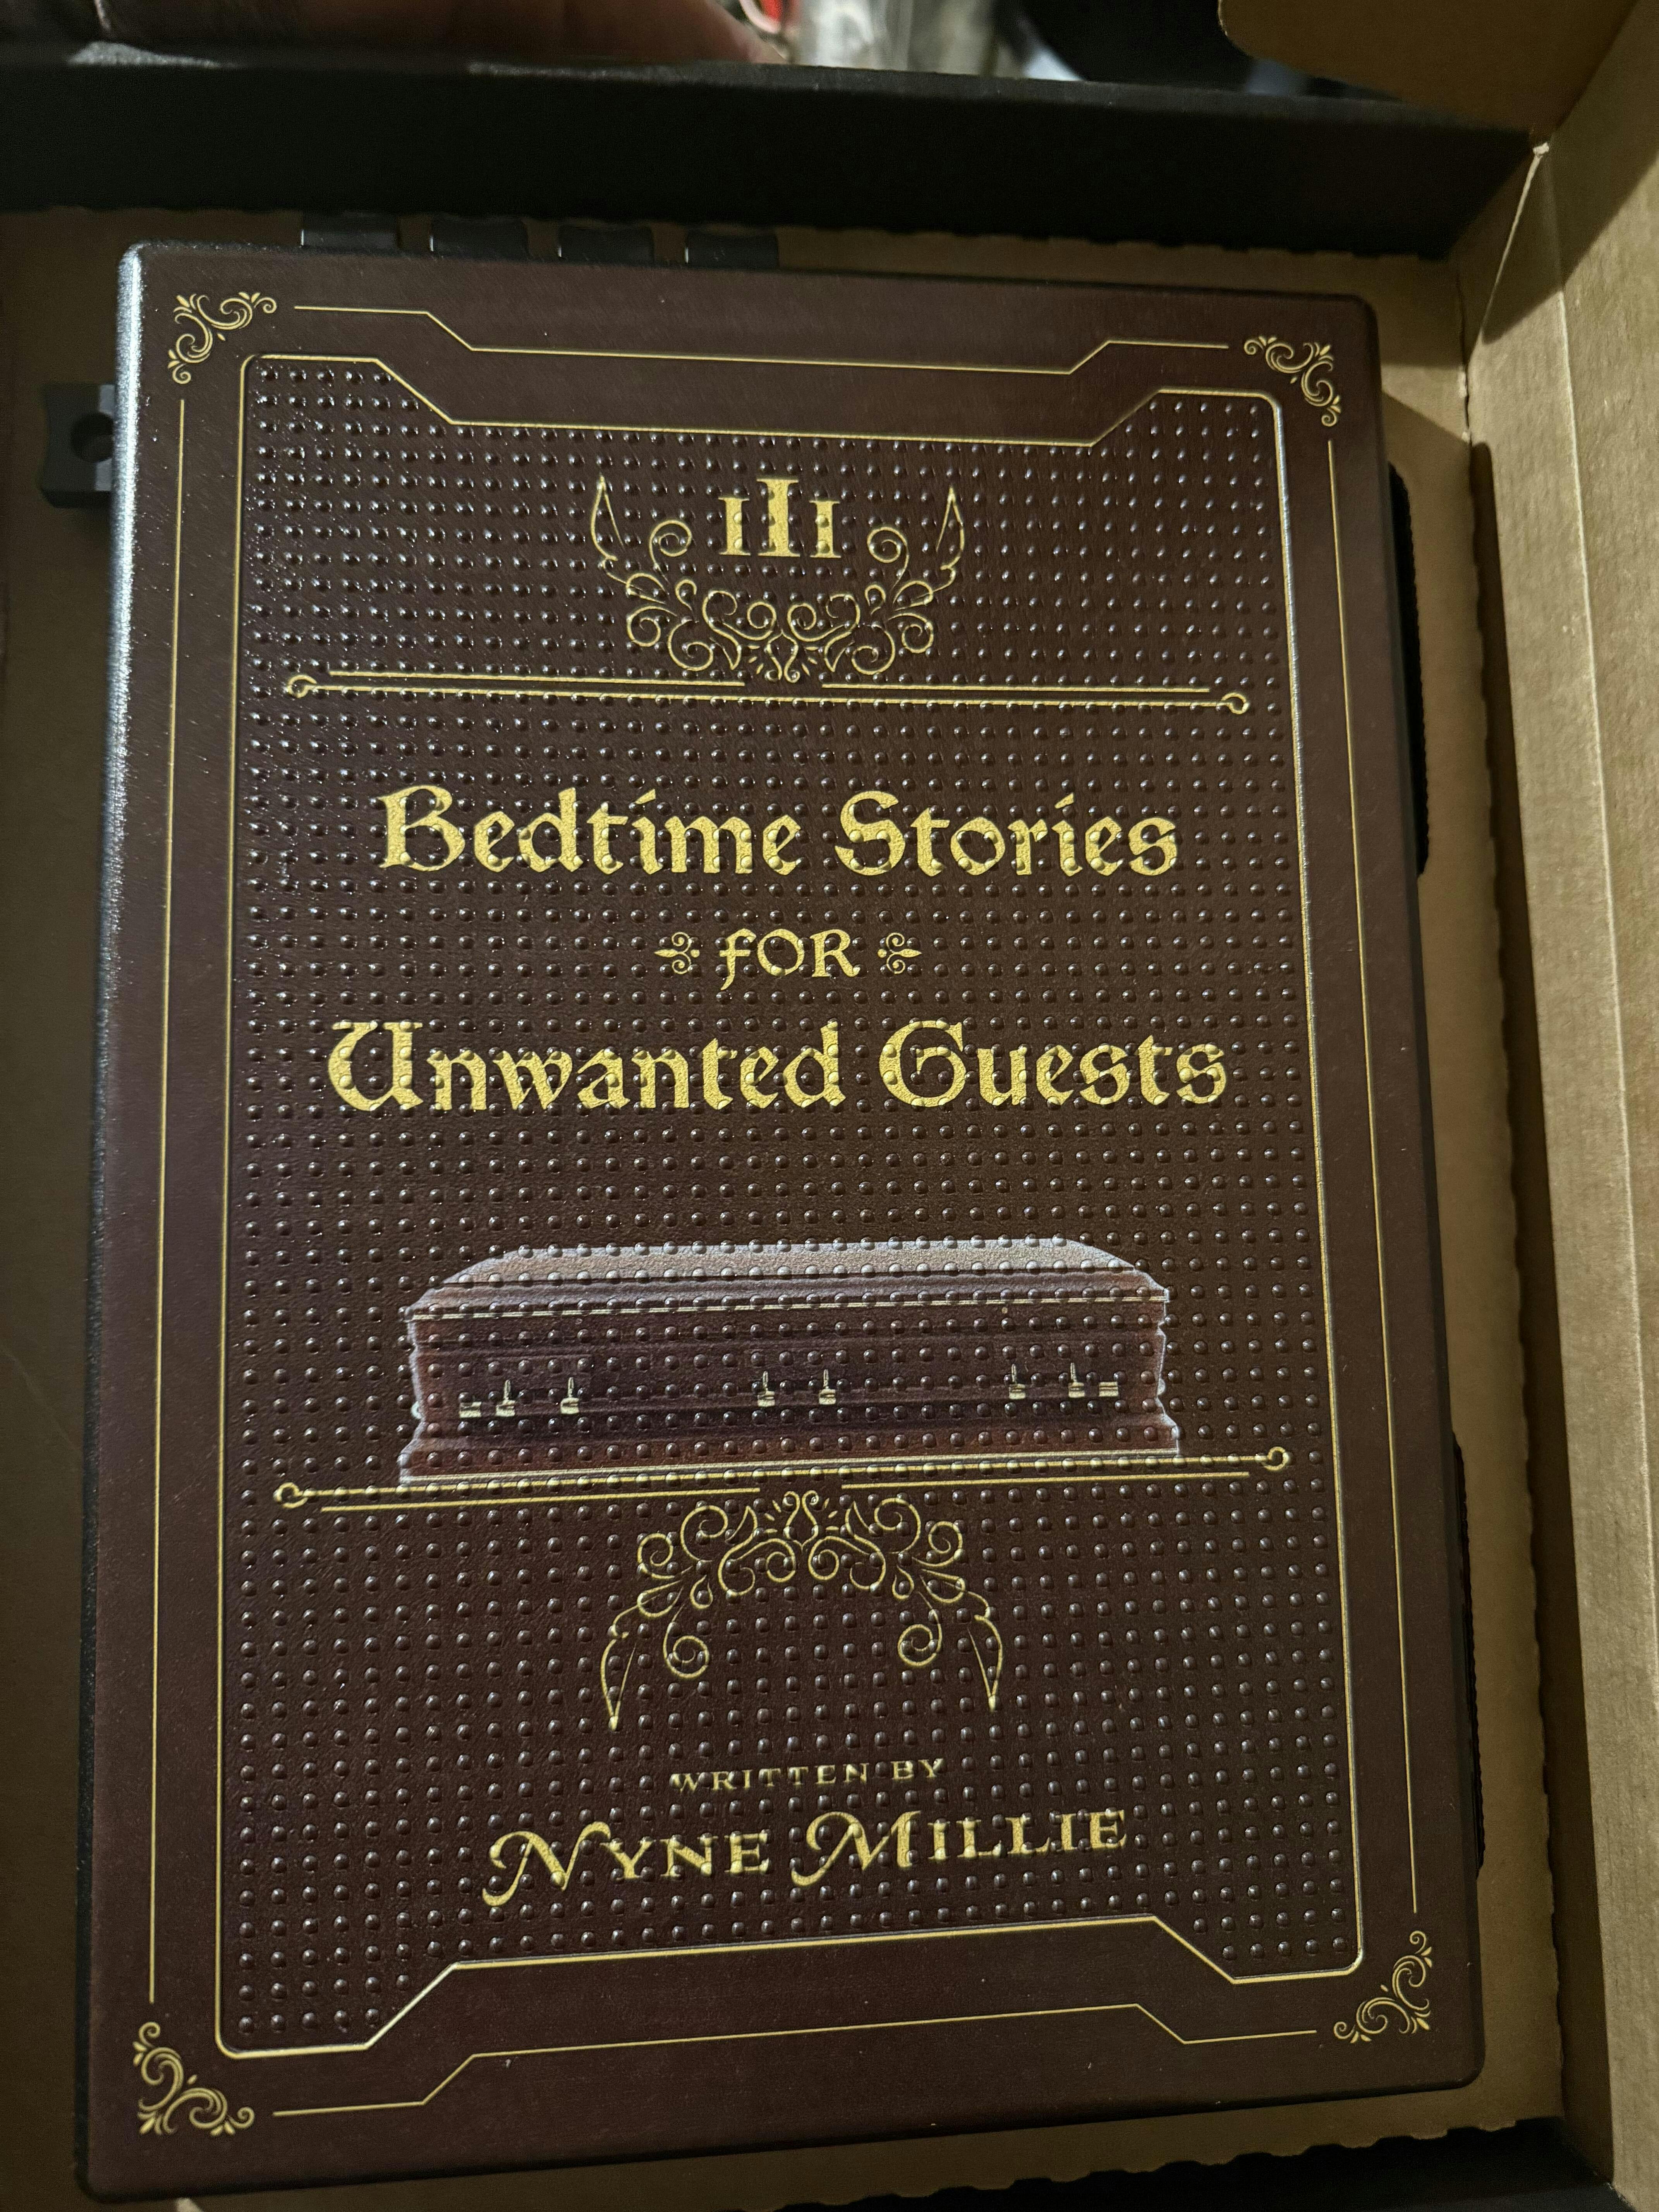 III
Bedtime Stories
FOR
Unwanted Guests
WRITTEN BY
NYNE MILLIE